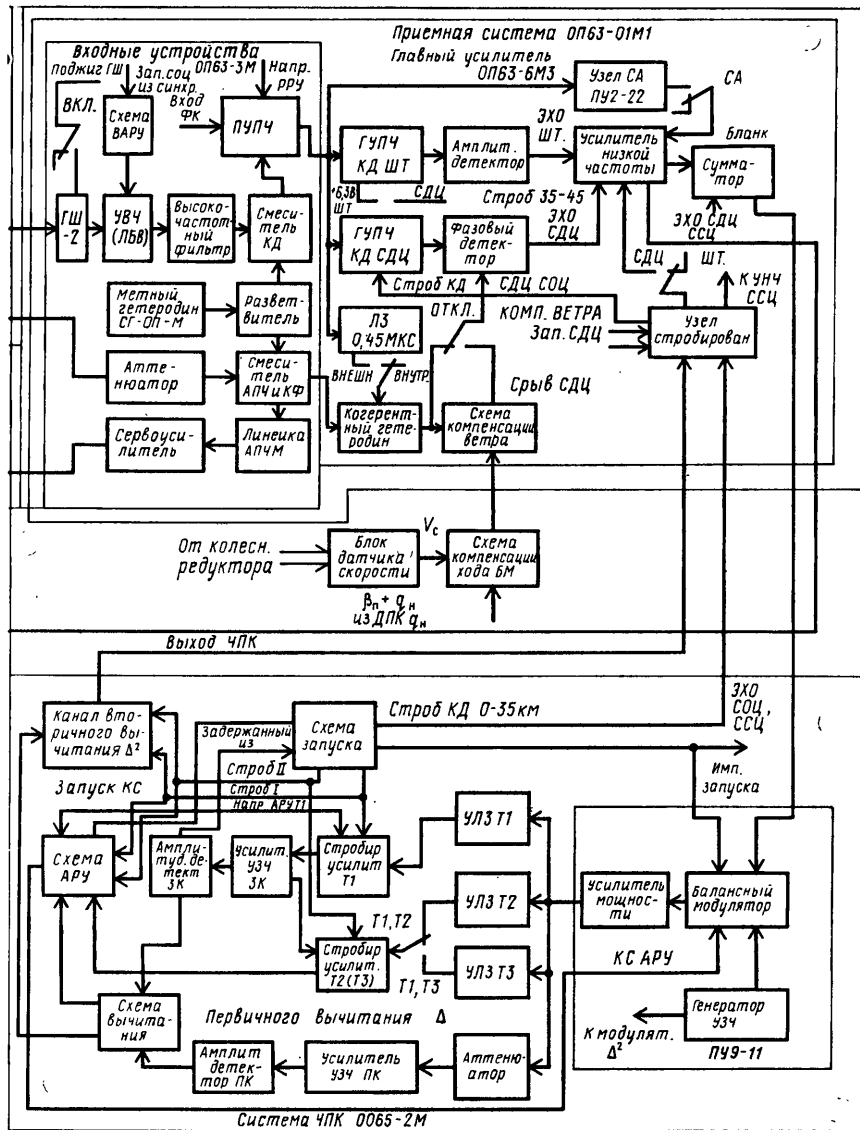 Приемная система ОП63-01М1
Входные устройства
ОП63-3М
Главный усилитель
ОП63-6М3
Поджиг ГШ
Зап. соц
из синхр.
Вход
ФК
Напр.
РРУ
ВКЛ.
Схема
ВАРУ
ПУПЧ
Узел СА
ПУ2-22
СА
ГШ
-2
УВЧ
(ЛБВ)
Высоко-
частот-
ный
фильтр
Смеси-
тель
КД
ГУПЧ
КД ШТ
Амплит.
детектор
ЭХО
ШТ.
Усилитель
низкой
частоты
Бланк
Сумма-
тор
+Б,ЗВ
ШТ
СДЦ
Строб 35-45
ГУПЧ
КД СДЦ
Фазовый
детек-
тор
ЭХО
СДЦ
ЭХО СДЦ
ССЦ
СДЦ
ШТ.
К УНЧ
ССЦ
Строб КД
СДЦ СОЦ
Метный
гетеродин
СГ-ОП-М
Развет-
витель
ЛЗ
0,45МКС
ОТКЛ.
КОМП. ВЕТРА
Зап. СДЦ
Узел
стробирован
Атте-
нюатор
Смеси-
тель
АПЧиКФ
ВНЕШН
ВНУТР.
Срыв СДЦ
Когерент-
ный гете-
родин
Схема
компенсации
ветра
Сервоуси-
литель
Линейка
АПЧМ
От колесн.
редуктора
Блок
датчика
скорости
Vс
Схема
компенсации
хода БМ
βп + qн
из ДПК qн
Выход ЧПК
Канал вто-
ричного вы-
читания Δ²
Задержанный
из
Схема
запуска
Строб КД 0-35км
ЭХО
СОЦ,
ССЦ
Имп.
запуска
Запуск КС
Строб II
Строб I
Напр АРУТ1
Схема
АРУ
Ампли-
туд. де-
тект
ЗК
Усилит.
УЗЧ
ЗК
Стробир
усилит
Т1
УЛЗ Т1
УЛЗ Т2
УЛЗ Т3
Т1,Т2
Т1,Т3
Стробир
усилит.
Т2(Т3)
Усилитель
мощнос-
ти
Балансный
модулятор
КС АРУ
Генератор
УЗЧ
ПУ9-11
К модулят.
Δ²
Схема
вычита-
ния
Первичного вычитания Δ
Амплит
детек-
тор ПК
Усилитель
УЗЧ ПК
Аттеню-
атор
Система ЧПК ОО65-2М